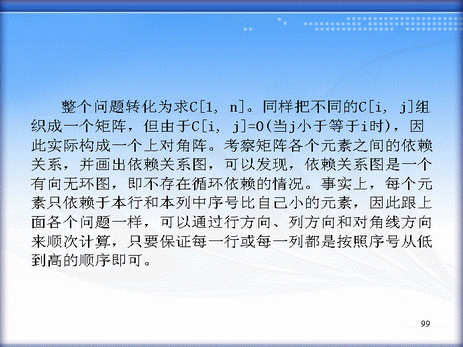 整个问题转化为求C[1, n]。同样把不同的C[i, j]组
织成一个矩阵，但由于C[i, j]=0(当j小于等于i时)，因
此实际构成一个上对角阵。考察矩阵各个元素之间的依赖
关系，并画出依赖关系图，可以发现，依赖关系图是一个
有向无环图，即不存在循环依赖的情况。事实上，每个元
素只依赖于本行和本列中序号比自己小的元素，因此跟上
面各个问题一样，可以通过行方向、列方向和对角线方向
来顺次计算，只要保证每一行或每一列都是按照序号从低
到高的顺序即可。
99